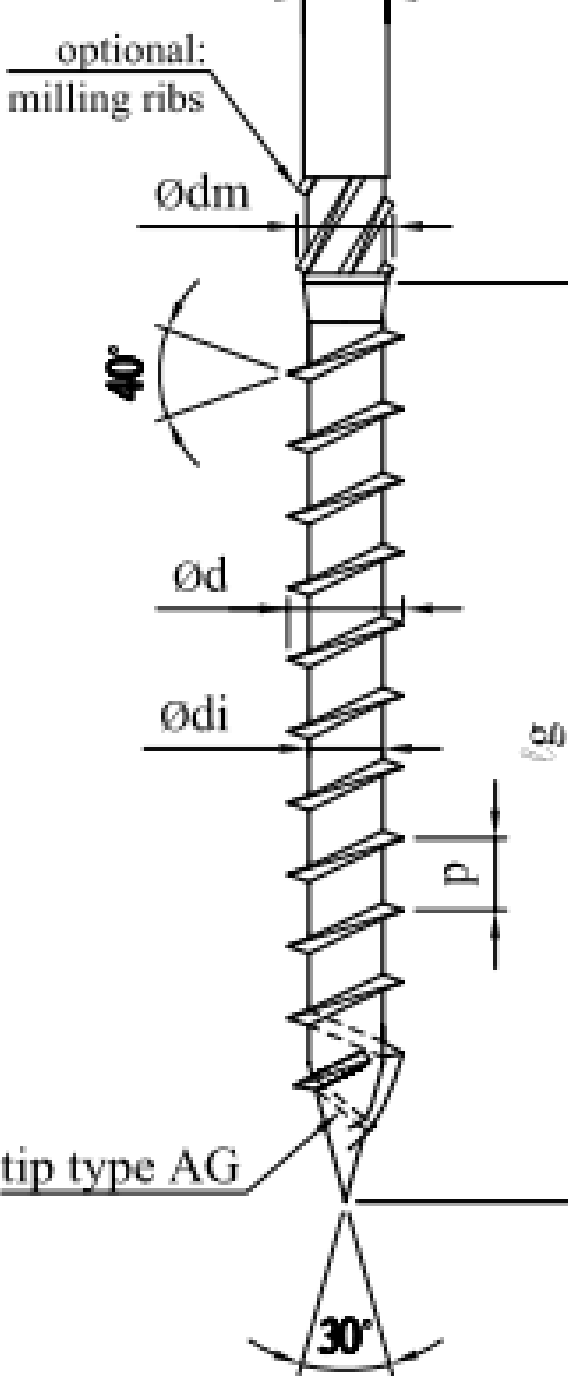 optional:
milling ribs
Ødm
40°
Ød
Ødi
p
tip type AG
30°